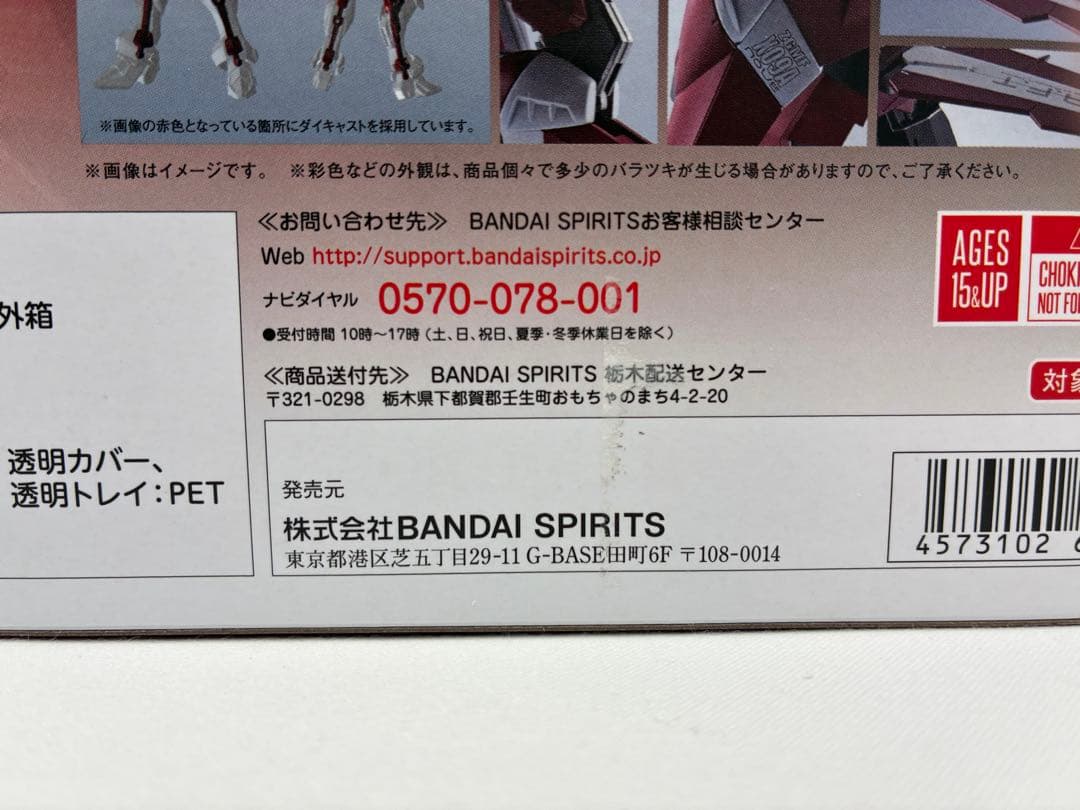 ※画像の赤色となっている箇所にダイキャストを採用しています。
※画像はイメージです。 ※彩色などの外観は、商品個々で多少のバラツキが生じる場合がありますので、ご了承ください。
≪お問い合わせ先≫ BANDAI SPIRITSお客様相談センター
Web http://support.bandaispirits.co.jp
ナビダイヤル 0570-078-001
●受付時間 10時～17時(土、日、祝日、夏季・冬季休業日を除く)
≪商品送付先≫ BANDAI SPIRITS 栃木配送センター
〒321-0298 栃木県下都賀郡壬生町おもちゃのまち4-2-20
AGES
15&UP
NOT
対象
外箱
透明カバー、
透明トレイ：PET
発売元
株式会社BANDAI SPIRITS
東京都港区芝五丁目29-11 G-BASE田町6F 〒108-0014
4573102